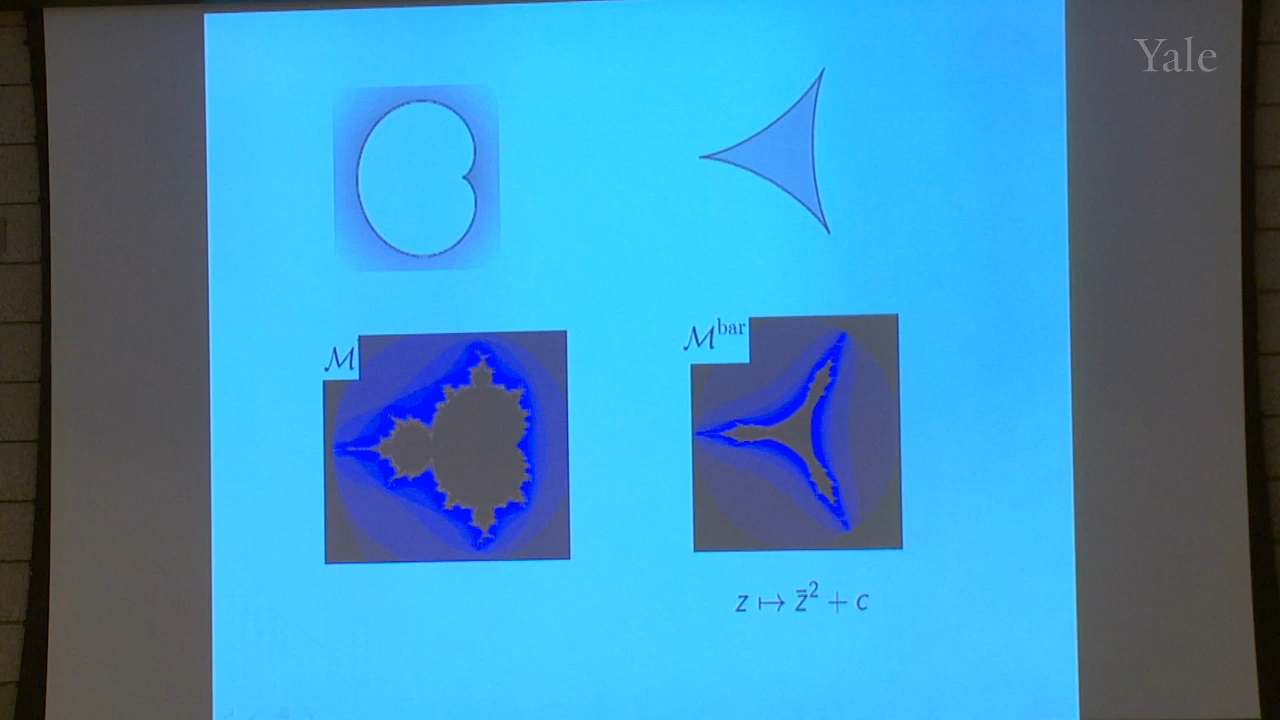 Yale
𝓜
𝓜^bar
z ↦ z̄² + c